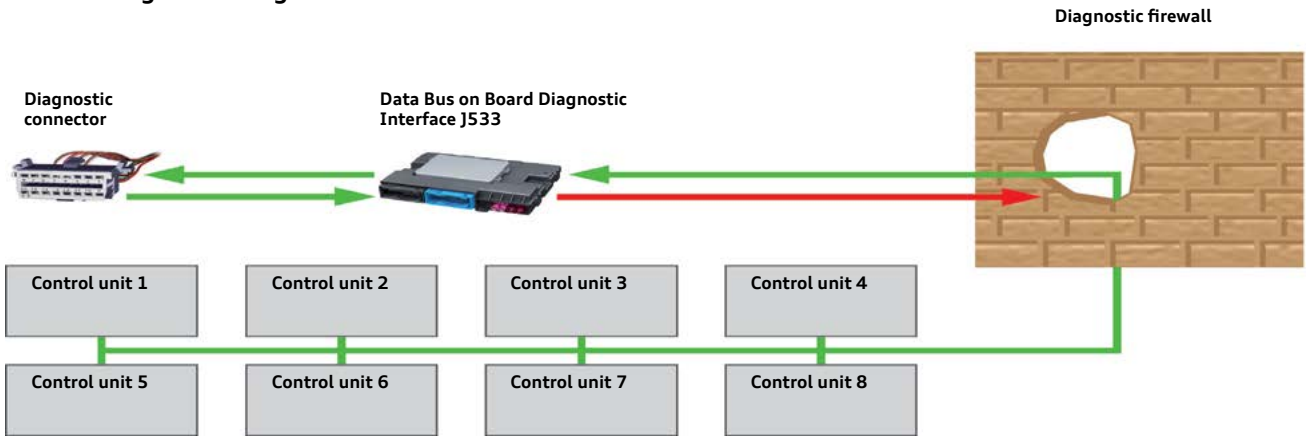 Diagnostic firewall
Diagnostic
connector
Data Bus on Board Diagnostic
Interface J533
Control unit 1
Control unit 2
Control unit 3
Control unit 4
Control unit 5
Control unit 6
Control unit 7
Control unit 8